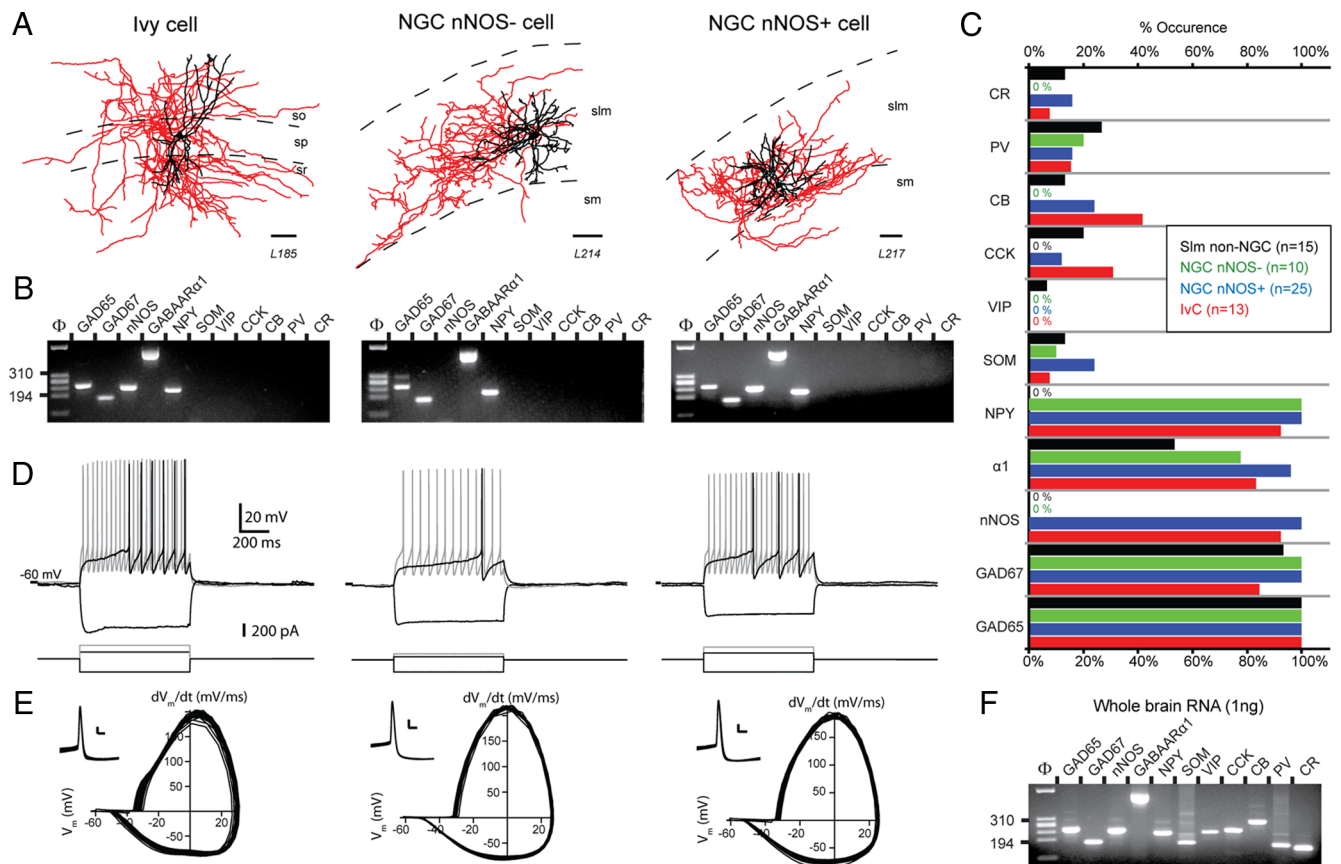 A
Ivy cell
NGC nNOS- cell
NGC nNOS+ cell
so
sp
sr
L185
slm
sm
L214
slm
sm
L217
B
Φ GAD65 GAD67 nNOS GABAARα1 NPY SOM VIP CCK CB PV CR
Φ GAD65 GAD67 nNOS GABAARα1 NPY SOM VIP CCK CB PV CR
Φ GAD65 GAD67 nNOS GABAARα1 NPY SOM VIP CCK CB PV CR
310
194
C
% Occurence
0% 20% 40% 60% 80% 100%
CR
0 %
PV
CB
0 %
CCK
0 %
VIP
0 %
0 %
0 %
SOM
NPY
0 %
α1
nNOS
0 %
0 %
GAD67
GAD65
0% 20% 40% 60% 80% 100%
Slm non-NGC (n=15)
NGC nNOS- (n=10)
NGC nNOS+ (n=25)
IvC (n=13)
D
20 mV
200 ms
-60 mV
200 pA
E
dVm/dt (mV/ms)
150
50
-60 -20 20
-50
Vm (mV)
dVm/dt (mV/ms)
150
100
50
-60 -40 -20 20
-50
Vm (mV)
dVm/dt (mV/ms)
150
100
50
-60 -40 -20 20
-50
Vm (mV)
F
Whole brain RNA (1ng)
Φ GAD65 GAD67 nNOS GABAARα1 NPY SOM VIP CCK CB PV CR
310
194